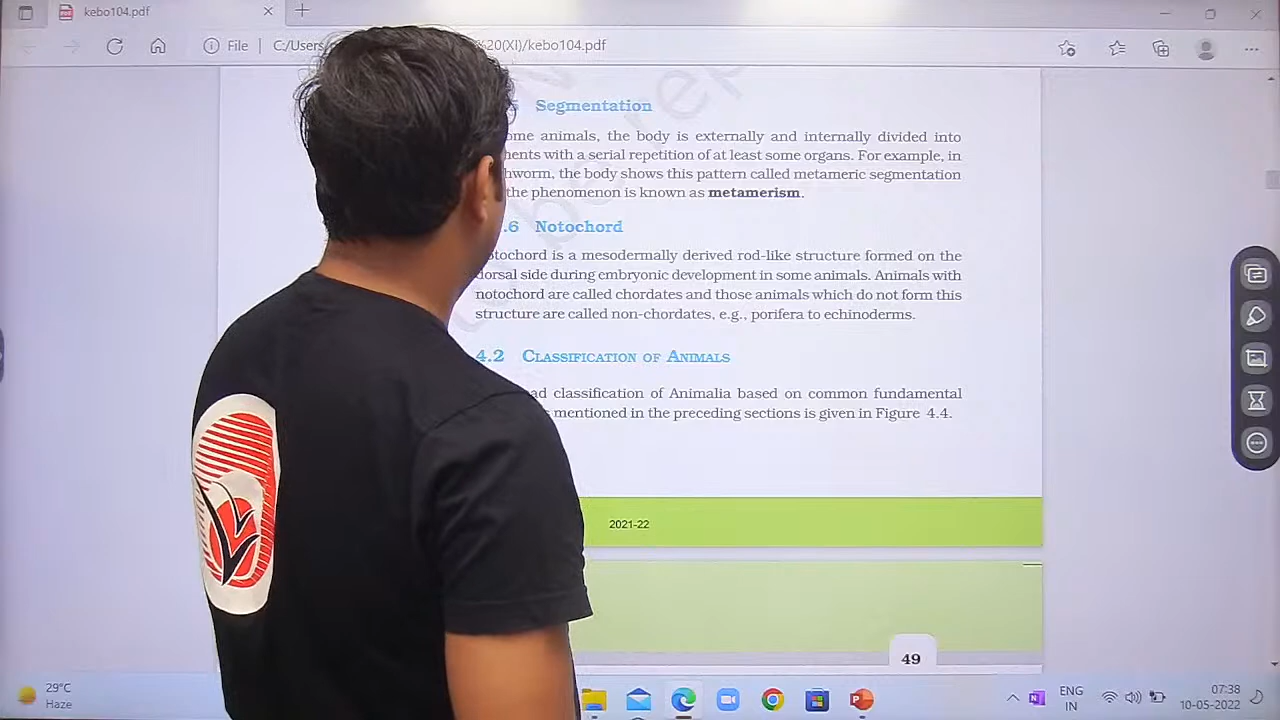 kebo104.pdf
File
C:/Users
%20(XI)/kebo104.pdf
Segmentation
ome animals, the body is externally and internally divided into
ents with a serial repetition of at least some organs. For example, in
hworm, the body shows this pattern called metameric segmentation
the phenomenon is known as metamerism.
.6 Notochord
otochord is a mesodermally derived rod-like structure formed on the
dorsal side during embryonic development in some animals. Animals with
notochord are called chordates and those animals which do not form this
structure are called non-chordates, e.g., porifera to echinoderms.
4.2 CLASSIFICATION OF ANIMALS
ad classification of Animalia based on common fundamental
mentioned in the preceding sections is given in Figure 4.4.
2021-22
49
29°C
Haze
ENG
IN
07:38
10-05-2022